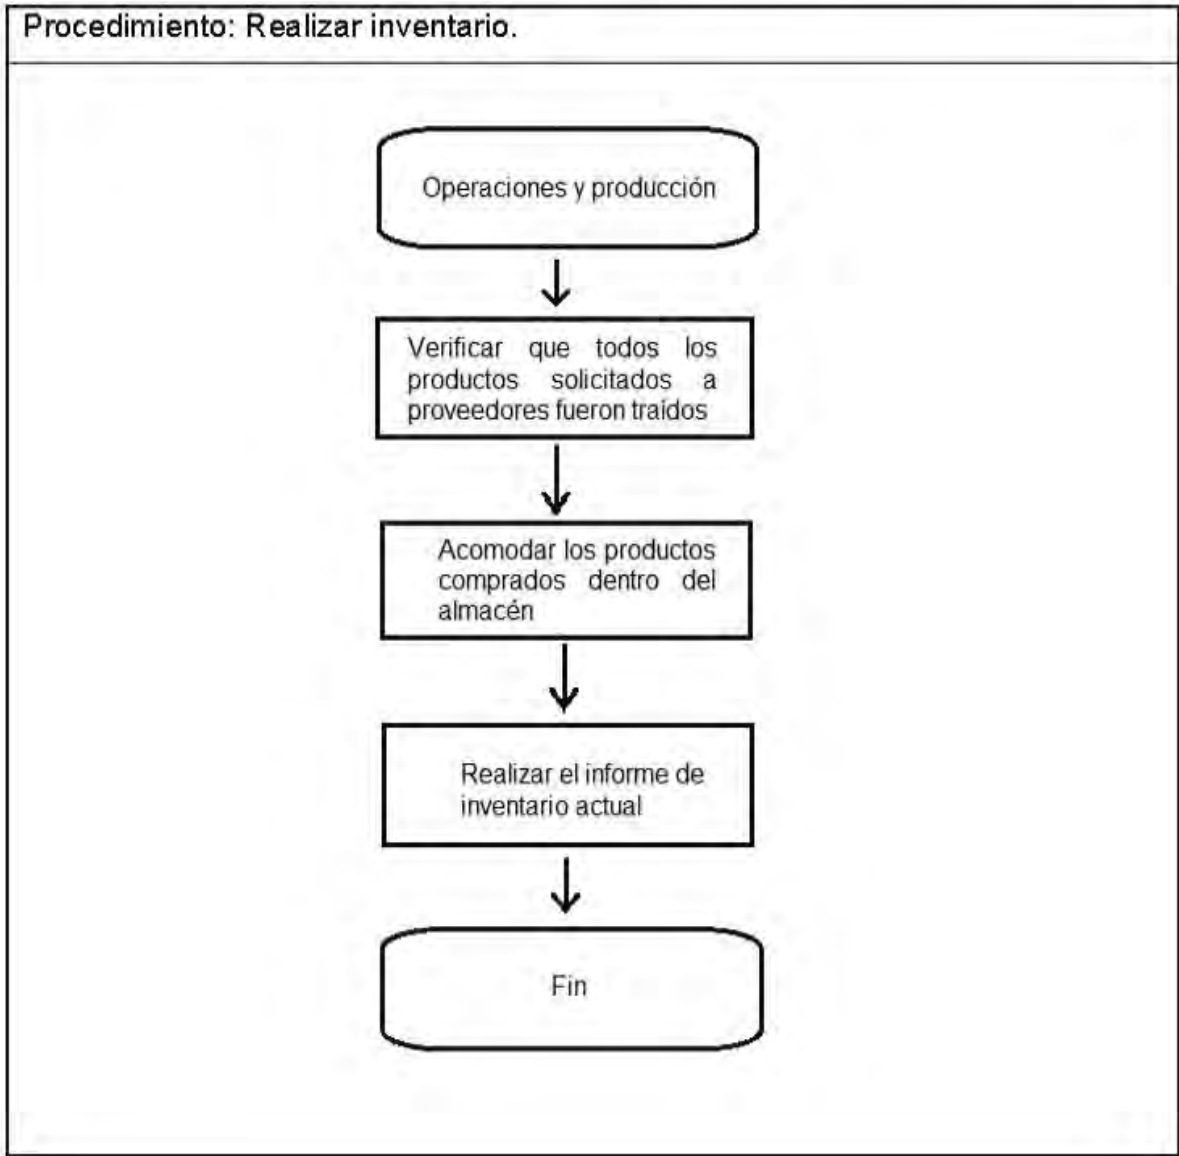 Procedimiento: Realizar inventario.
Operaciones y producción
Verificar que todos los
productos solicitados a
proveedores fueron traídos
Acomodar los productos
comprados dentro del
almacén
Realizar el informe de
inventario actual
Fin